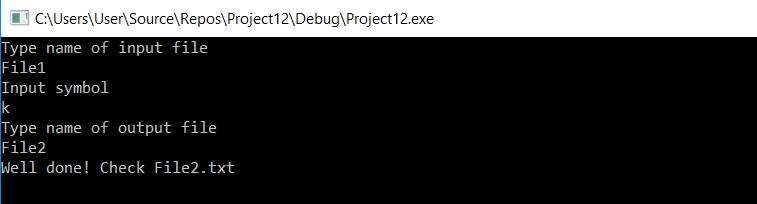 C:\Users\User\Source\Repos\Project12\Debug\Project12.exe
Type name of input file
File1
Input symbol
k
Type name of output file
File2
Well done! Check File2.txt